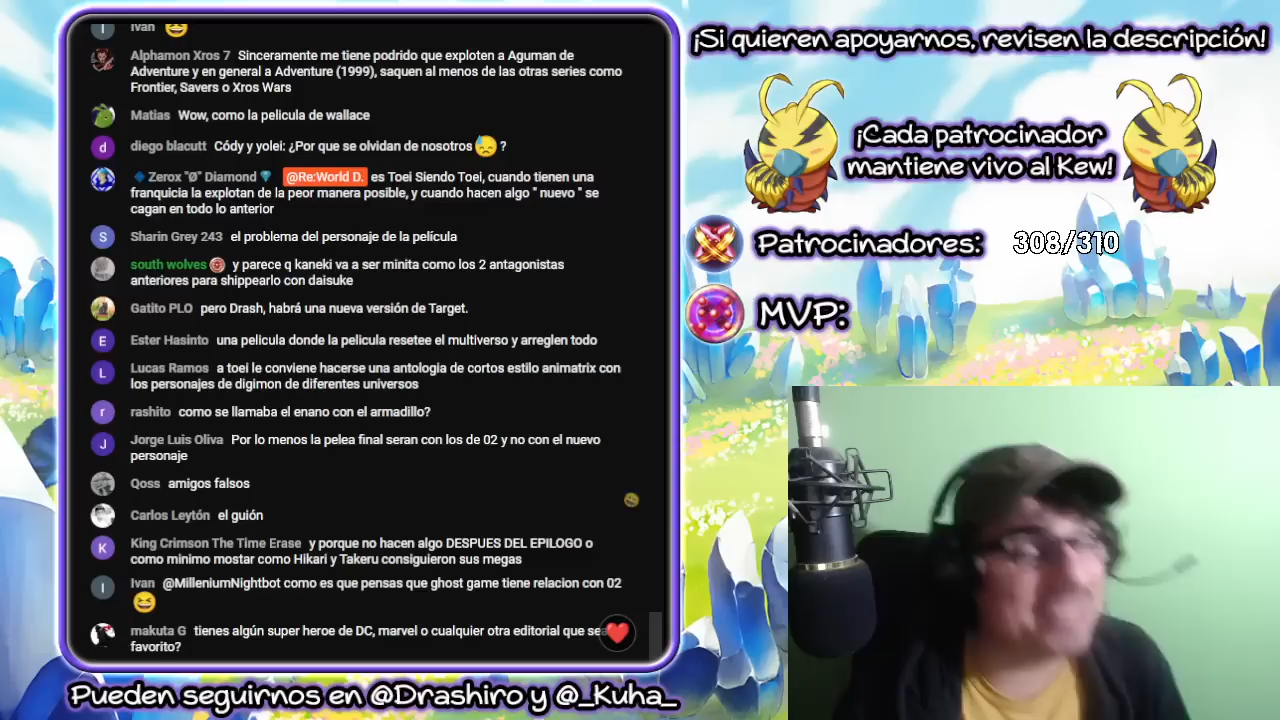 Ivan 😆
Alphamon Xros 7 Sinceramente me tiene podrido que exploten a Aguman de
Adventure y en general a Adventure (1999), saquen al menos de las otras series como
Frontier, Savers o Xros Wars
Matias Wow, como la pelicula de wallace
diego blacutt Códy y yolei: ¿Por que se olvidan de nosotros 😓 ?
Zerox "Ø" Diamond @Re:World D. es Toei Siendo Toei, cuando tienen una
franquicia la explotan de la peor manera posible, y cuando hacen algo " nuevo " se
cagan en todo lo anterior
Sharin Grey 243 el problema del personaje de la película
south wolves y parece q kaneki va a ser minita como los 2 antagonistas
anteriores para shippearlo con daisuke
Gatito PLO pero Drash, habrá una nueva versión de Target.
Ester Hasinto una pelicula donde la pelicula resetee el multiverso y arreglen todo
Lucas Ramos a toei le conviene hacerse una antologia de cortos estilo animatrix con
los personajes de digimon de diferentes universos
rashito como se llamaba el enano con el armadillo?
Jorge Luis Oliva Por lo menos la pelea final seran con los de 02 y no con el nuevo
personaje
Qoss amigos falsos
Carlos Leytón el guión
King Crimson The Time Erase y porque no hacen algo DESPUES DEL EPILOGO o
como minimo mostar como Hikari y Takeru consiguieron sus megas
Ivan @MilleniumNightbot como es que pensas que ghost game tiene relacion con 02
😆
makuta G tienes algún super heroe de DC, marvel o cualquier otra editorial que sea
favorito?
Pueden seguirnos en @Drashiro y @_Kuha_
¡Si quieren apoyarnos, revisen la descripción!
¡Cada patrocinador
mantiene vivo al Kew!
Patrocinadores: 308/310
MVP: